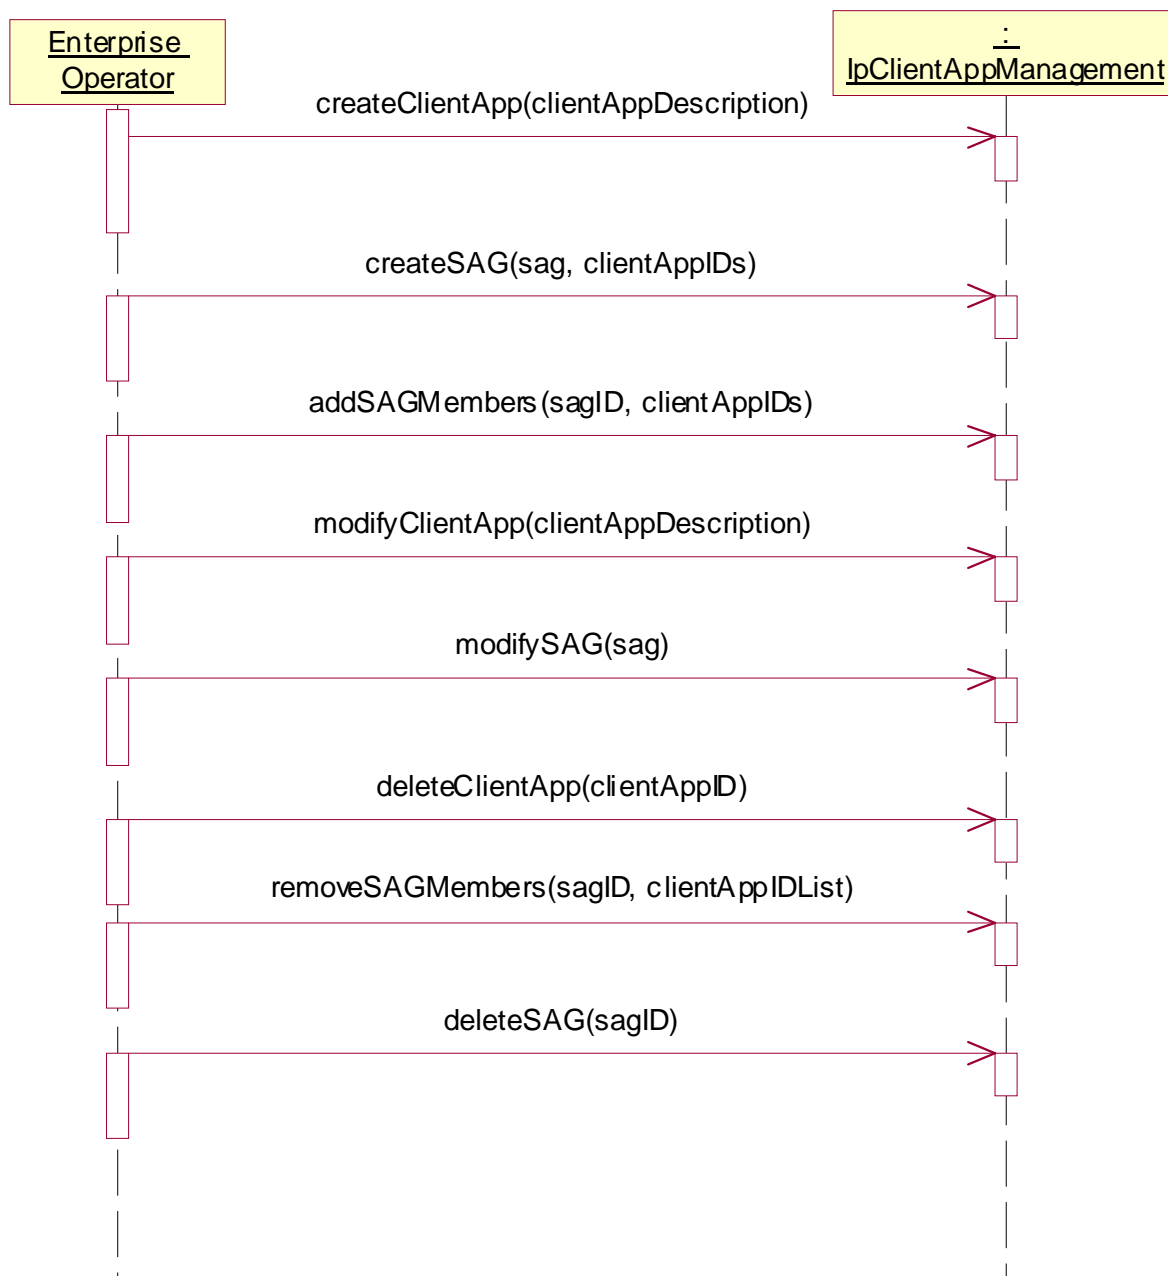 Enterprise
Operator
:
IpClientAppManagement
createClientApp(clientAppDescription)
createSAG(sag, clientAppIDs)
addSAGMembers(sagID, clientAppIDs)
modifyClientApp(clientAppDescription)
modifySAG(sag)
deleteClientApp(clientAppID)
removeSAGMembers(sagID, clientAppIDList)
deleteSAG(sagID)